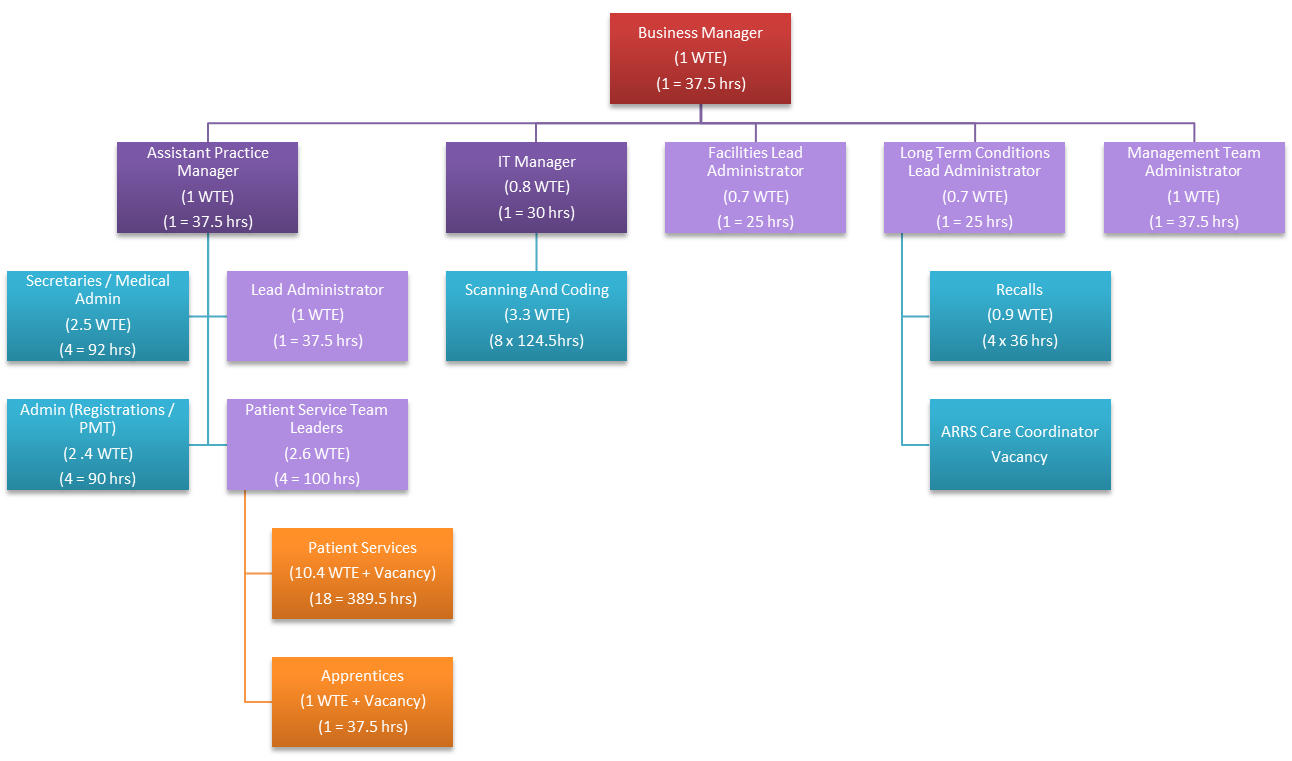 Business Manager
(1 WTE)
(1 = 37.5 hrs)
Assistant Practice
Manager
(1 WTE)
(1 = 37.5 hrs)
IT Manager
(0.8 WTE)
(1 = 30 hrs)
Facilities Lead
Administrator
(0.7 WTE)
(1 = 25 hrs)
Long Term Conditions
Lead Administrator
(0.7 WTE)
(1 = 25 hrs)
Management Team
Administrator
(1 WTE)
(1 = 37.5 hrs)
Secretaries / Medical
Admin
(2.5 WTE)
(4 = 92 hrs)
Lead Administrator
(1 WTE)
(1 = 37.5 hrs)
Scanning And Coding
(3.3 WTE)
(8 x 124.5hrs)
Recalls
(0.9 WTE)
(4 x 36 hrs)
Admin (Registrations /
PMT)
(2 .4 WTE)
(4 = 90 hrs)
Patient Service Team
Leaders
(2.6 WTE)
(4 = 100 hrs)
ARRS Care Coordinator
Vacancy
Patient Services
(10.4 WTE + Vacancy)
(18 = 389.5 hrs)
Apprentices
(1 WTE + Vacancy)
(1 = 37.5 hrs)